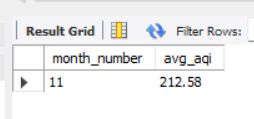 Result Grid Filter Rows:
month_number avg_aqi
11 212.58